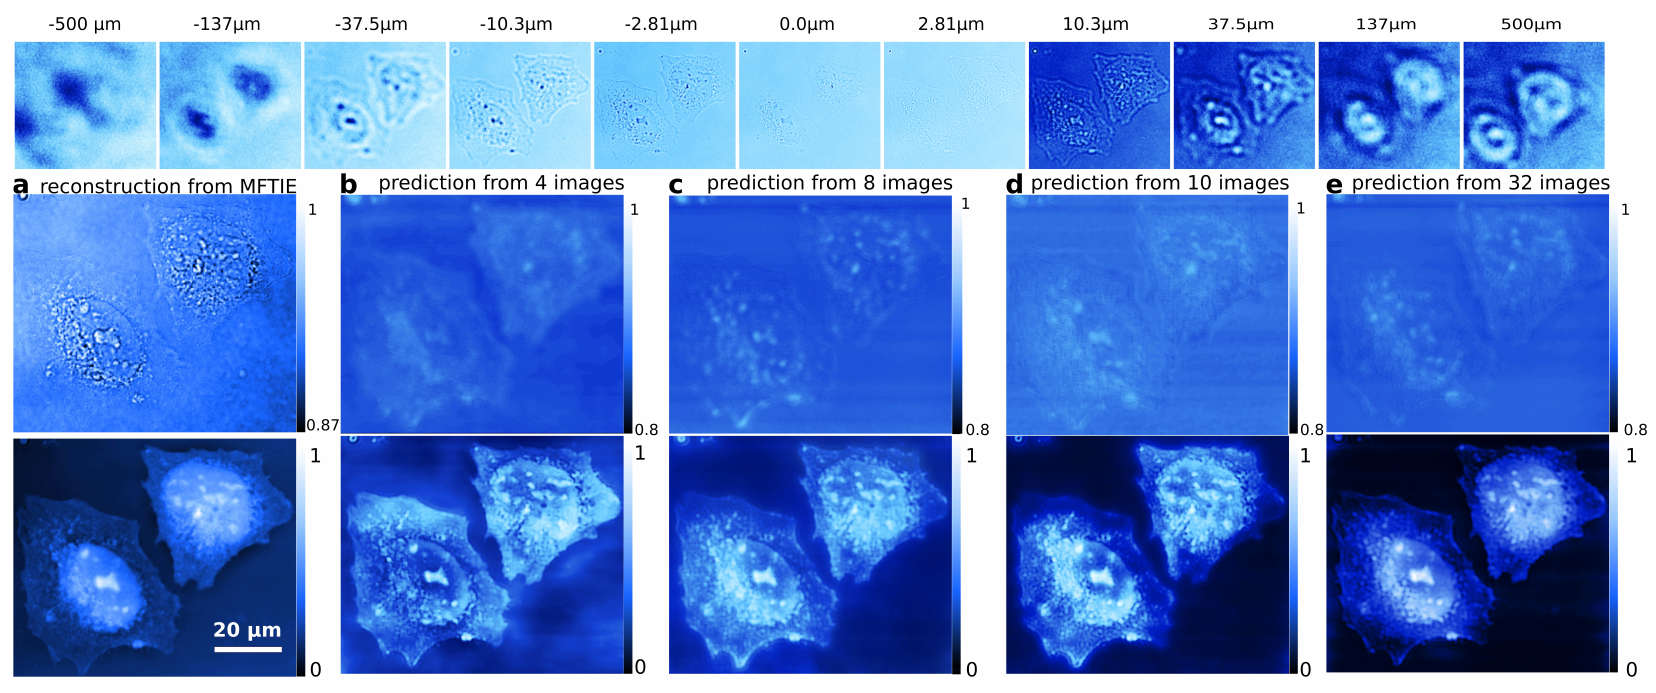 -500 μm -137μm -37.5μm -10.3μm -2.81μm 0.0μm 2.81μm 10.3μm 37.5μm 137μm 500μm
a reconstruction from MFTIE b prediction from 4 images c prediction from 8 images d prediction from 10 images e prediction from 32 images
1 1 1 1 1
0.87 0.8 0.8 0.8 0.8
1 1 1 1 1
20 μm
0 0 0 0 0